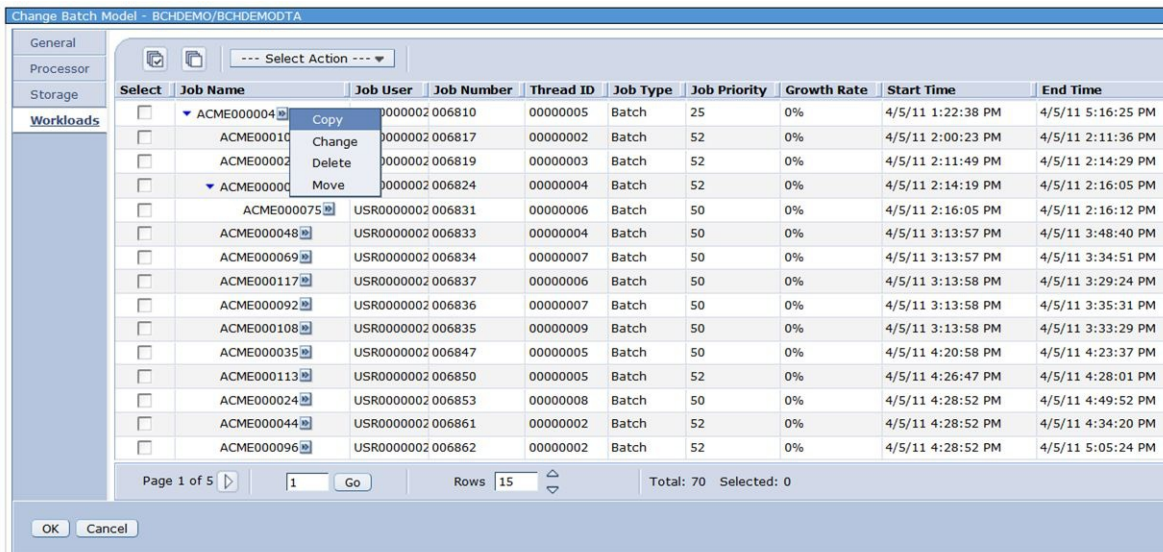 Change Batch Model - BCHDEMO/BCHDEMODTA
General
Processor
Storage
Workloads
--- Select Action ---
Select Job Name Job User Job Number Thread ID Job Type Job Priority Growth Rate Start Time End Time
ACME000004 0000002 006810 00000005 Batch 25 0% 4/5/11 1:22:38 PM 4/5/11 5:16:25 PM
Copy
ACME00010 0000002 006817 00000002 Batch 52 0% 4/5/11 2:00:23 PM 4/5/11 2:11:36 PM
Change
ACME00002 0000002 006819 00000003 Batch 52 0% 4/5/11 2:11:49 PM 4/5/11 2:14:29 PM
Delete
ACME00000 0000002 006824 00000004 Batch 52 0% 4/5/11 2:14:19 PM 4/5/11 2:16:05 PM
Move
ACME000075 USR0000002 006831 00000006 Batch 50 0% 4/5/11 2:16:05 PM 4/5/11 2:16:12 PM
ACME000048 USR0000002 006833 00000004 Batch 50 0% 4/5/11 3:13:57 PM 4/5/11 3:48:40 PM
ACME000069 USR0000002 006834 00000007 Batch 50 0% 4/5/11 3:13:57 PM 4/5/11 3:34:51 PM
ACME000117 USR0000002 006837 00000006 Batch 50 0% 4/5/11 3:13:58 PM 4/5/11 3:29:24 PM
ACME000092 USR0000002 006836 00000007 Batch 50 0% 4/5/11 3:13:58 PM 4/5/11 3:35:31 PM
ACME000108 USR0000002 006835 00000009 Batch 50 0% 4/5/11 3:13:58 PM 4/5/11 3:33:29 PM
ACME000035 USR0000002 006847 00000005 Batch 50 0% 4/5/11 4:20:58 PM 4/5/11 4:23:37 PM
ACME000113 USR0000002 006850 00000005 Batch 52 0% 4/5/11 4:26:47 PM 4/5/11 4:28:01 PM
ACME000024 USR0000002 006853 00000008 Batch 50 0% 4/5/11 4:28:52 PM 4/5/11 4:49:52 PM
ACME000044 USR0000002 006861 00000002 Batch 52 0% 4/5/11 4:28:52 PM 4/5/11 4:34:20 PM
ACME000096 USR0000002 006862 00000002 Batch 52 0% 4/5/11 4:28:52 PM 4/5/11 5:05:24 PM
Page 1 of 5 1 Go Rows 15 Total: 70 Selected: 0
OK Cancel